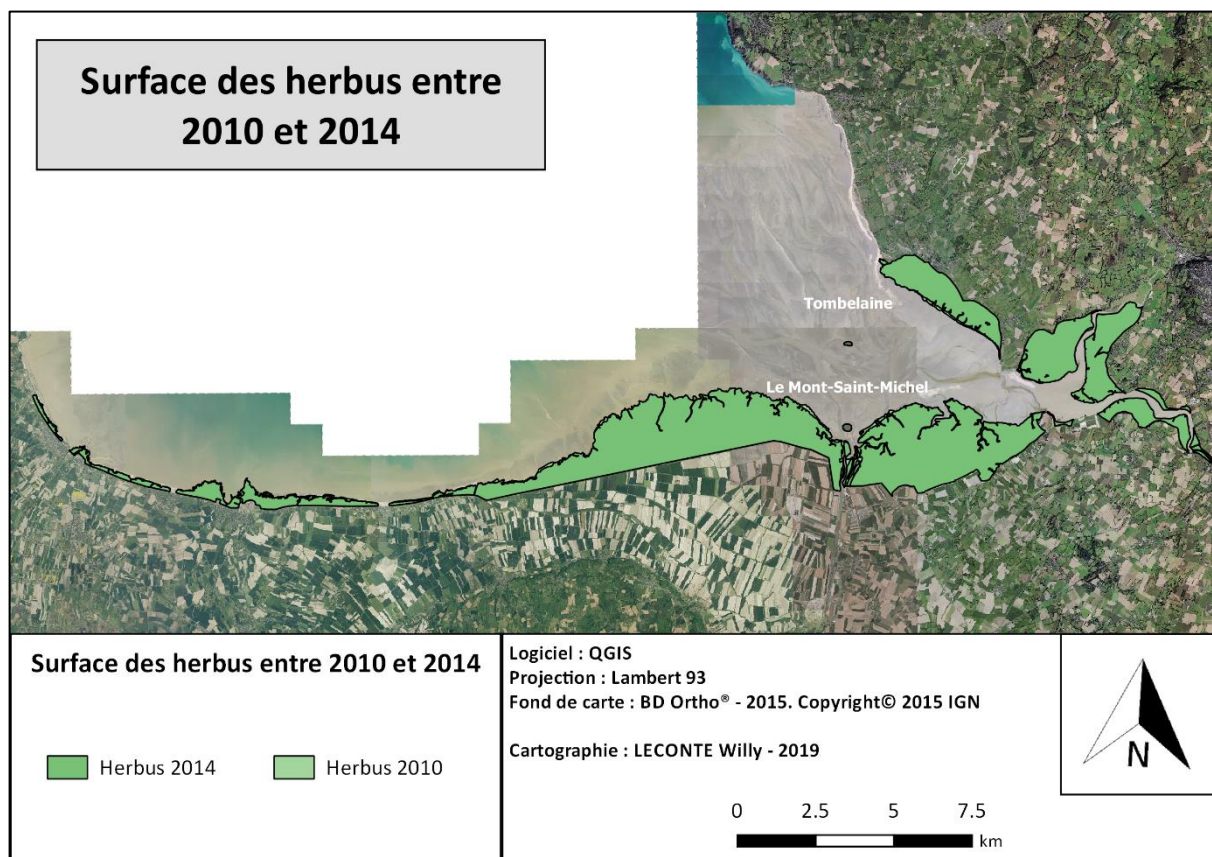 Surface des herbus entre
2010 et 2014
Tombelaine
Le Mont-Saint-Michel
Surface des herbus entre 2010 et 2014
Herbus 2014
Herbus 2010
Logiciel : QGIS
Projection : Lambert 93
Fond de carte : BD Ortho® - 2015. Copyright© 2015 IGN
Cartographie : LECONTE Willy - 2019
N
0 2.5 5 7.5
km